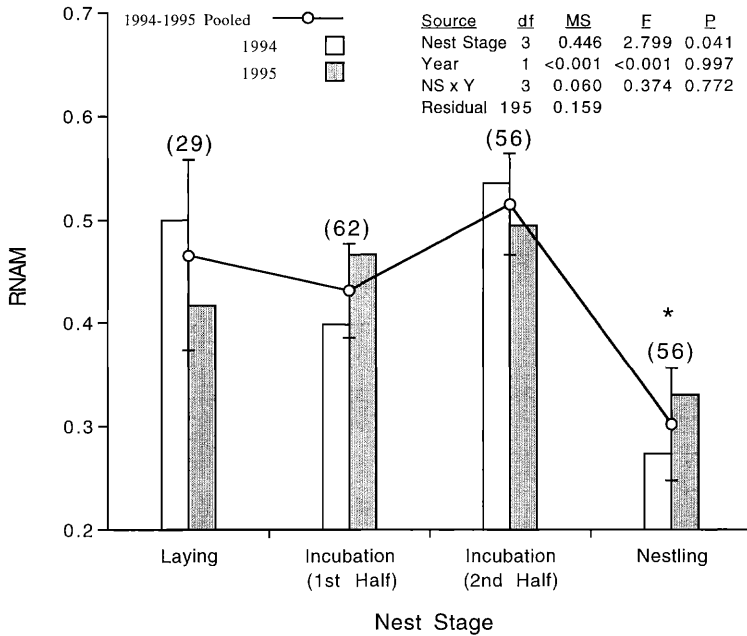 1994-1995 Pooled
1994
1995
Source df MS F P
Nest Stage 3 0.446 2.799 0.041
Year 1 <0.001 <0.001 0.997
NS x Y 3 0.060 0.374 0.772
Residual 195 0.159
0.7
0.6
0.5
0.4
0.3
0.2
RNAM
(29)
(62)
(56)
*
(56)
Laying
Incubation
(1st Half)
Incubation
(2nd Half)
Nestling
Nest Stage